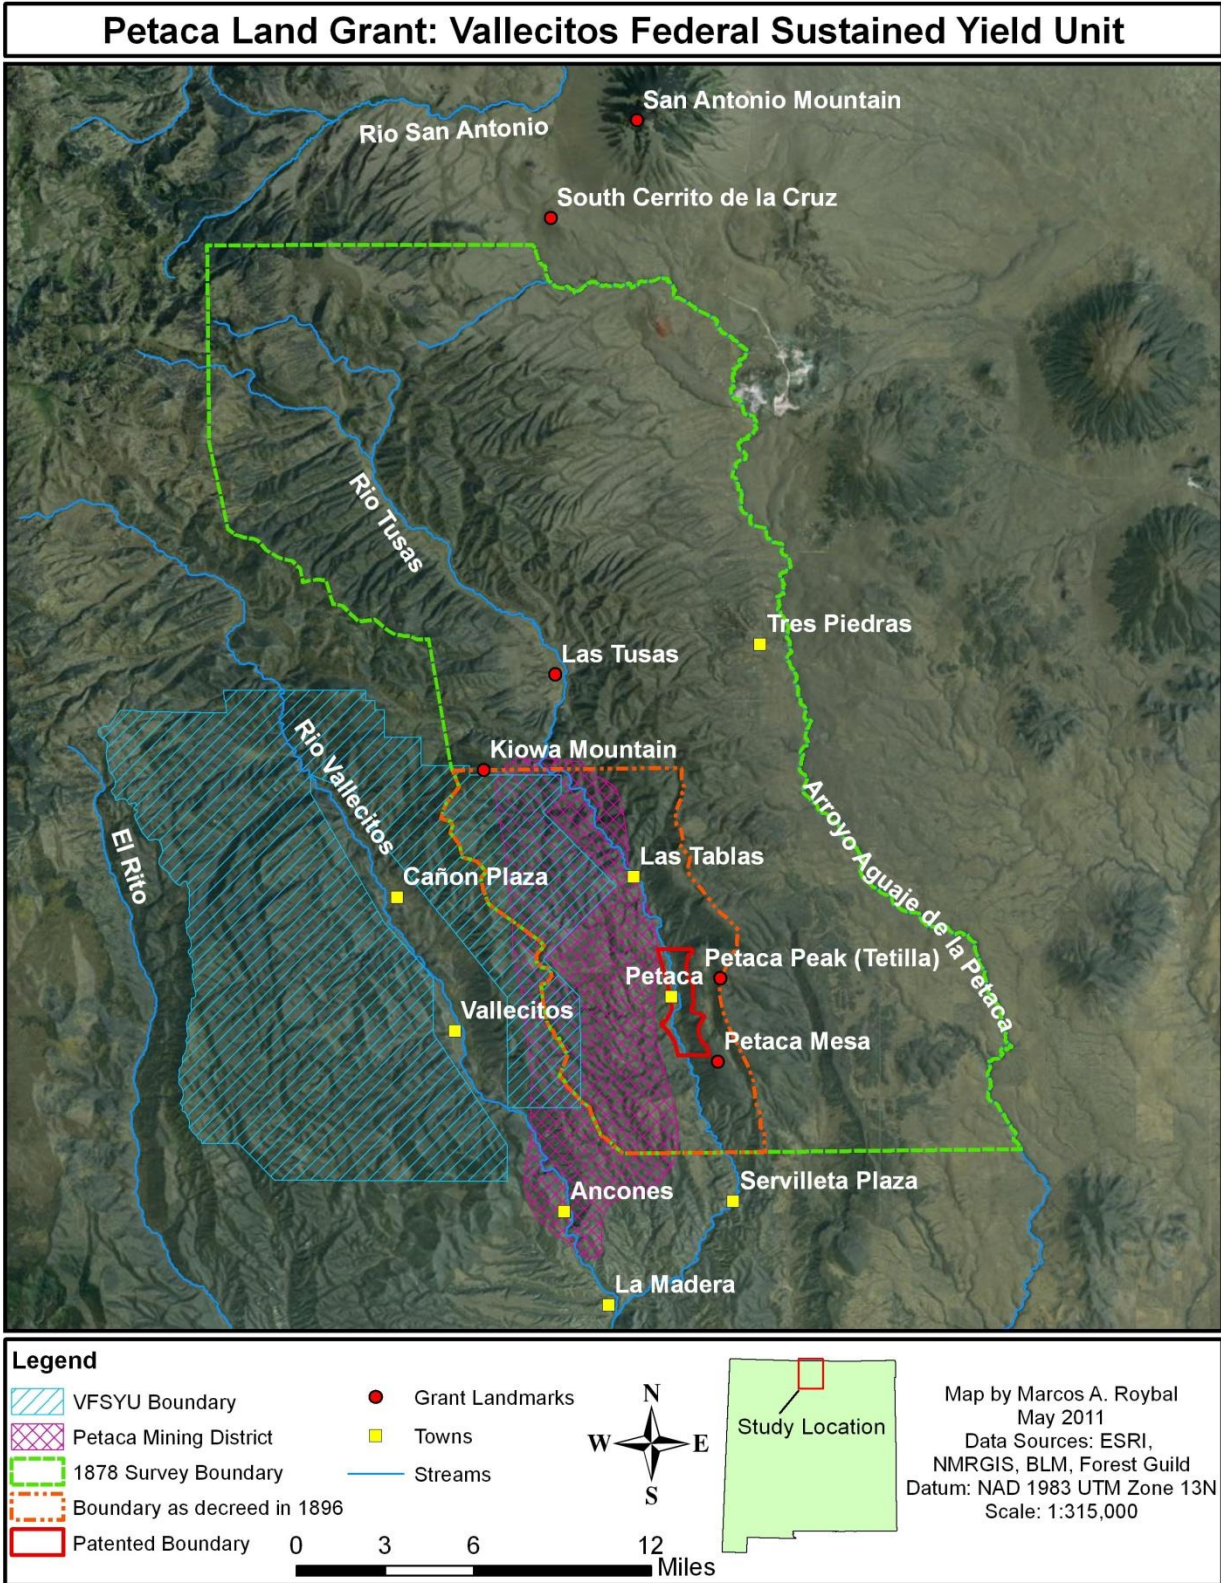 Petaca Land Grant: Vallecitos Federal Sustained Yield Unit
San Antonio Mountain
Rio San Antonio
South Cerrito de la Cruz
Rio Tusas
Tres Piedras
Las Tusas
Rio Vallecitos
Kiowa Mountain
Arroyo Aguaje de la Petaca
El Rito
Las Tablas
Cañon Plaza
Petaca Peak (Tetilla)
Petaca
Vallecitos
Petaca Mesa
Servilleta Plaza
Ancones
La Madera
Legend
VFSYU Boundary
Petaca Mining District
1878 Survey Boundary
Boundary as decreed in 1896
Patented Boundary
Grant Landmarks
Towns
Streams
0 3 6 12
Miles
N
W E
S
Study Location
Map by Marcos A. Roybal
May 2011
Data Sources: ESRI,
NMRGIS, BLM, Forest Guild
Datum: NAD 1983 UTM Zone 13N
Scale: 1:315,000